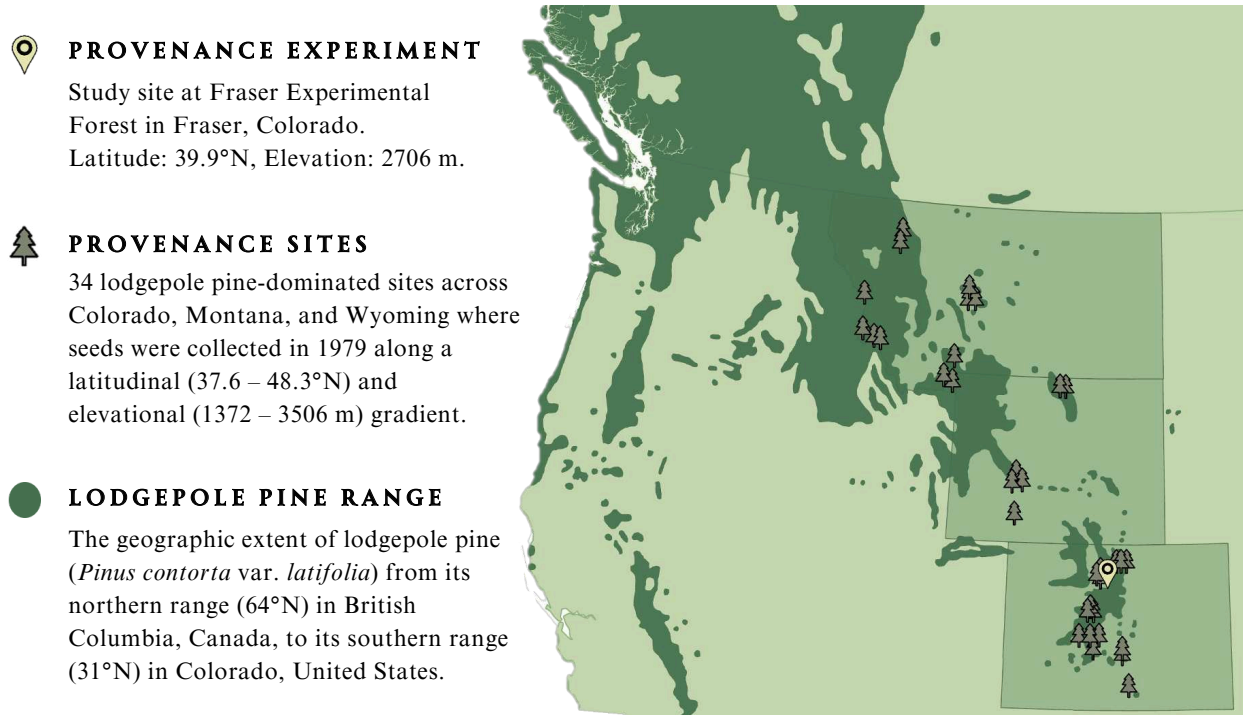 PROVENANCE EXPERIMENT
Study site at Fraser Experimental
Forest in Fraser, Colorado.
Latitude: 39.9°N, Elevation: 2706 m.
PROVENANCE SITES
34 lodgepole pine-dominated sites across
Colorado, Montana, and Wyoming where
seeds were collected in 1979 along a
latitudinal (37.6 – 48.3°N) and
elevational (1372 – 3506 m) gradient.
LODGEPOLE PINE RANGE
The geographic extent of lodgepole pine
(Pinus contorta var. latifolia) from its
northern range (64°N) in British
Columbia, Canada, to its southern range
(31°N) in Colorado, United States.